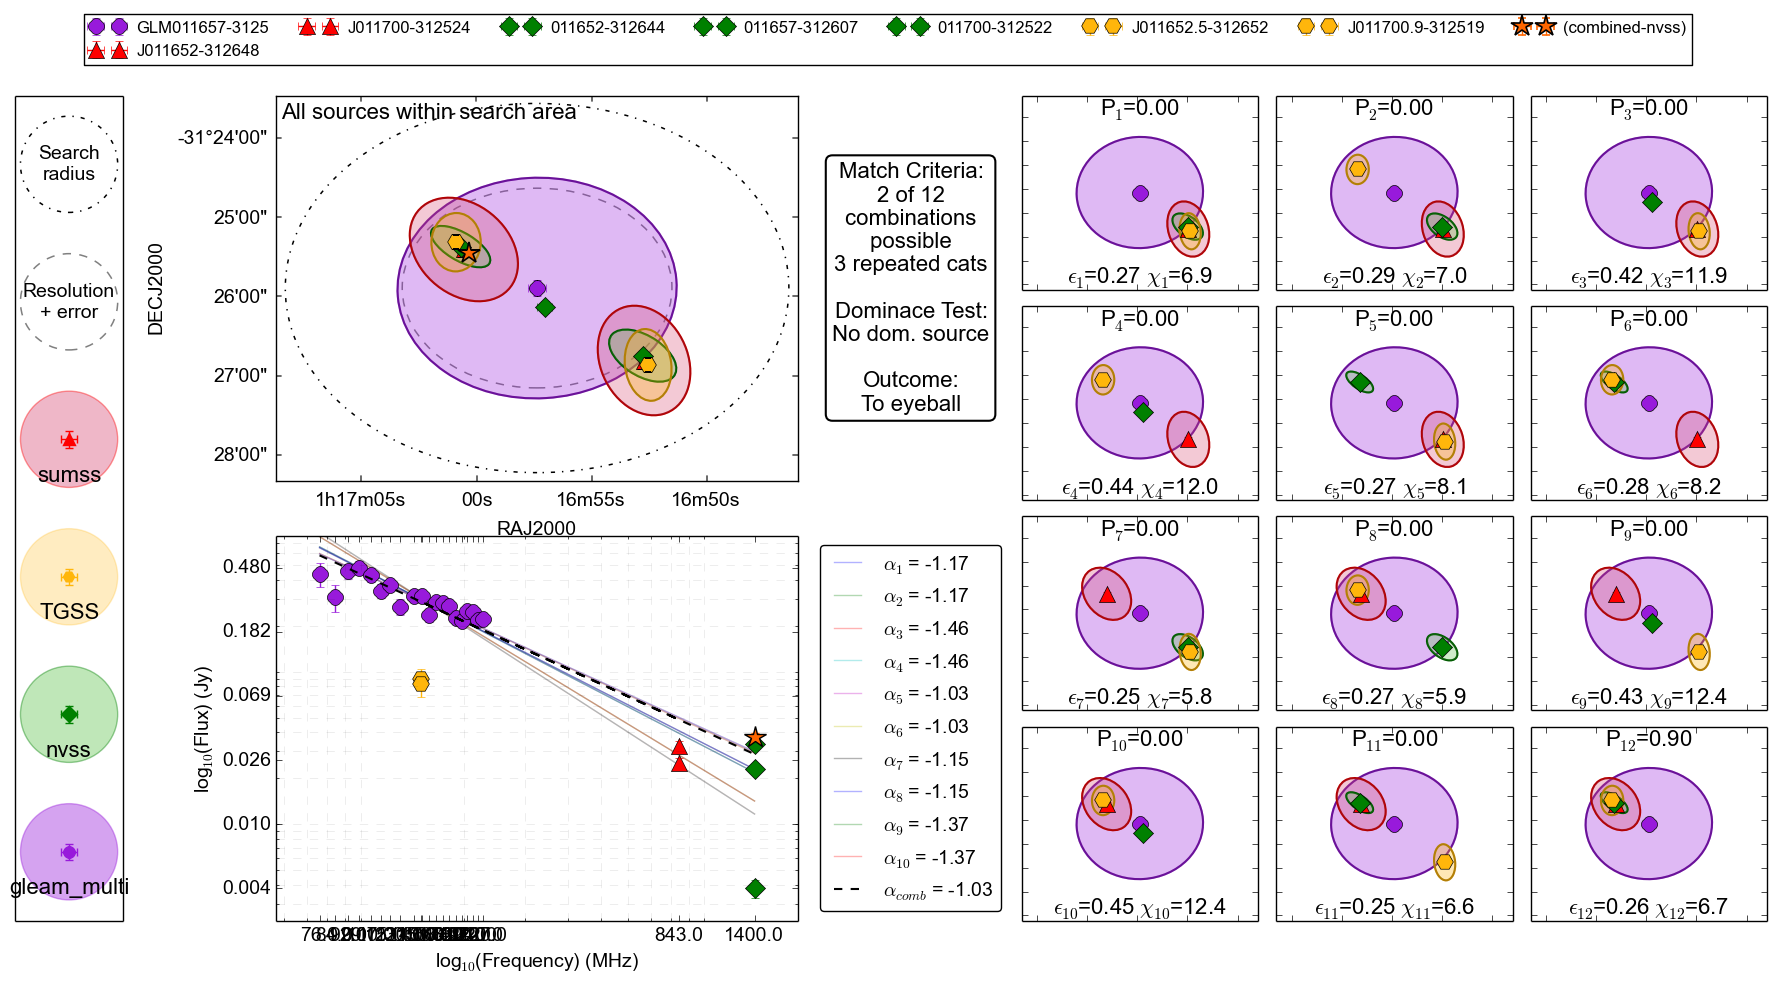 GLM011657-3125 J011700-312524 011652-312644 011657-312607 011700-312522 J011652.5-312652 J011700.9-312519 (combined-nvss)
J011652-312648
Search
radius
Resolution
+ error
sumss
TGSS
nvss
gleam_multi
All sources within search area
DECJ2000
-31°24'00"
25'00"
26'00"
27'00"
28'00"
1h17m05s 00s 16m55s 16m50s
RAJ2000
Match Criteria:
2 of 12
combinations
possible
3 repeated cats
Dominace Test:
No dom. source
Outcome:
To eyeball
log₁₀(Flux) (Jy)
0.480
0.182
0.069
0.026
0.010
0.004
843.0 1400.0
log₁₀(Frequency) (MHz)
α₁ = -1.17
α₂ = -1.17
α₃ = -1.46
α₄ = -1.46
α₅ = -1.03
α₆ = -1.03
α₇ = -1.15
α₈ = -1.15
α₉ = -1.37
α₁₀ = -1.37
α_comb = -1.03
P₁=0.00
ϵ₁=0.27 χ₁=6.9
P₂=0.00
ϵ₂=0.29 χ₂=7.0
P₃=0.00
ϵ₃=0.42 χ₃=11.9
P₄=0.00
ϵ₄=0.44 χ₄=12.0
P₅=0.00
ϵ₅=0.27 χ₅=8.1
P₆=0.00
ϵ₆=0.28 χ₆=8.2
P₇=0.00
ϵ₇=0.25 χ₇=5.8
P₈=0.00
ϵ₈=0.27 χ₈=5.9
P₉=0.00
ϵ₉=0.43 χ₉=12.4
P₁₀=0.00
ϵ₁₀=0.45 χ₁₀=12.4
P₁₁=0.00
ϵ₁₁=0.25 χ₁₁=6.6
P₁₂=0.90
ϵ₁₂=0.26 χ₁₂=6.7